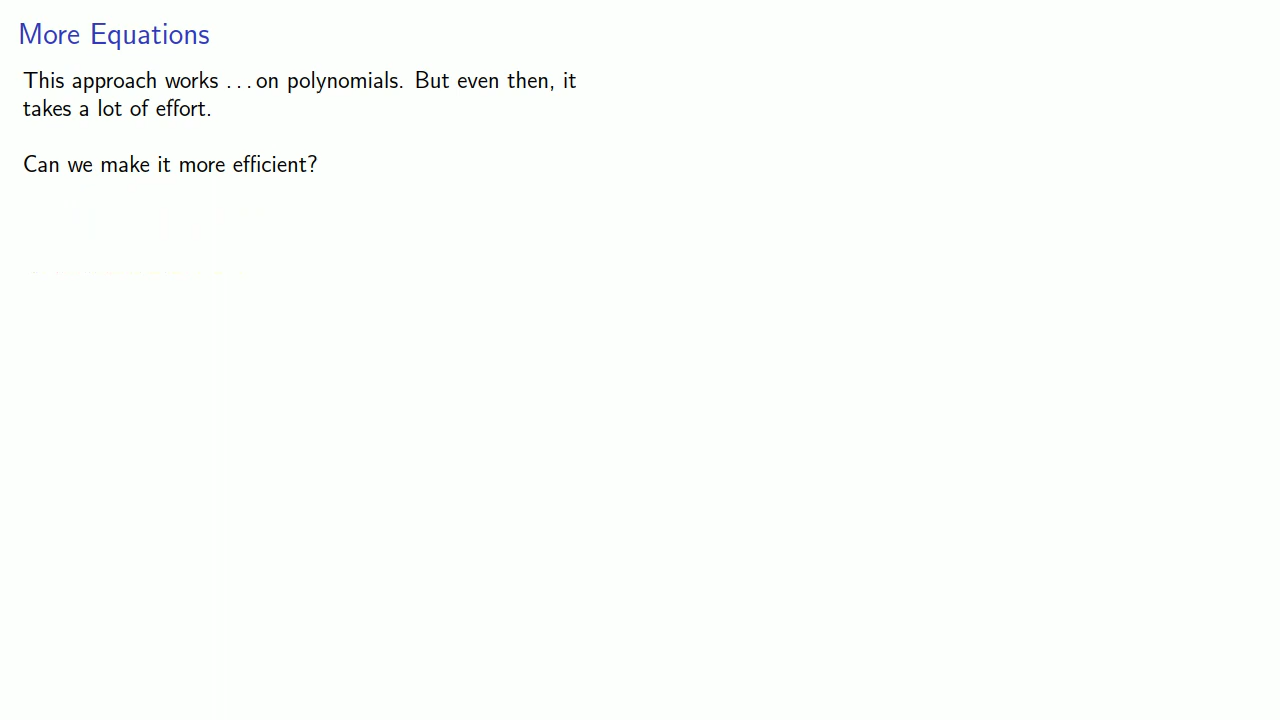 More Equations
This approach works ... on polynomials. But even then, it
takes a lot of effort.
Can we make it more efficient?